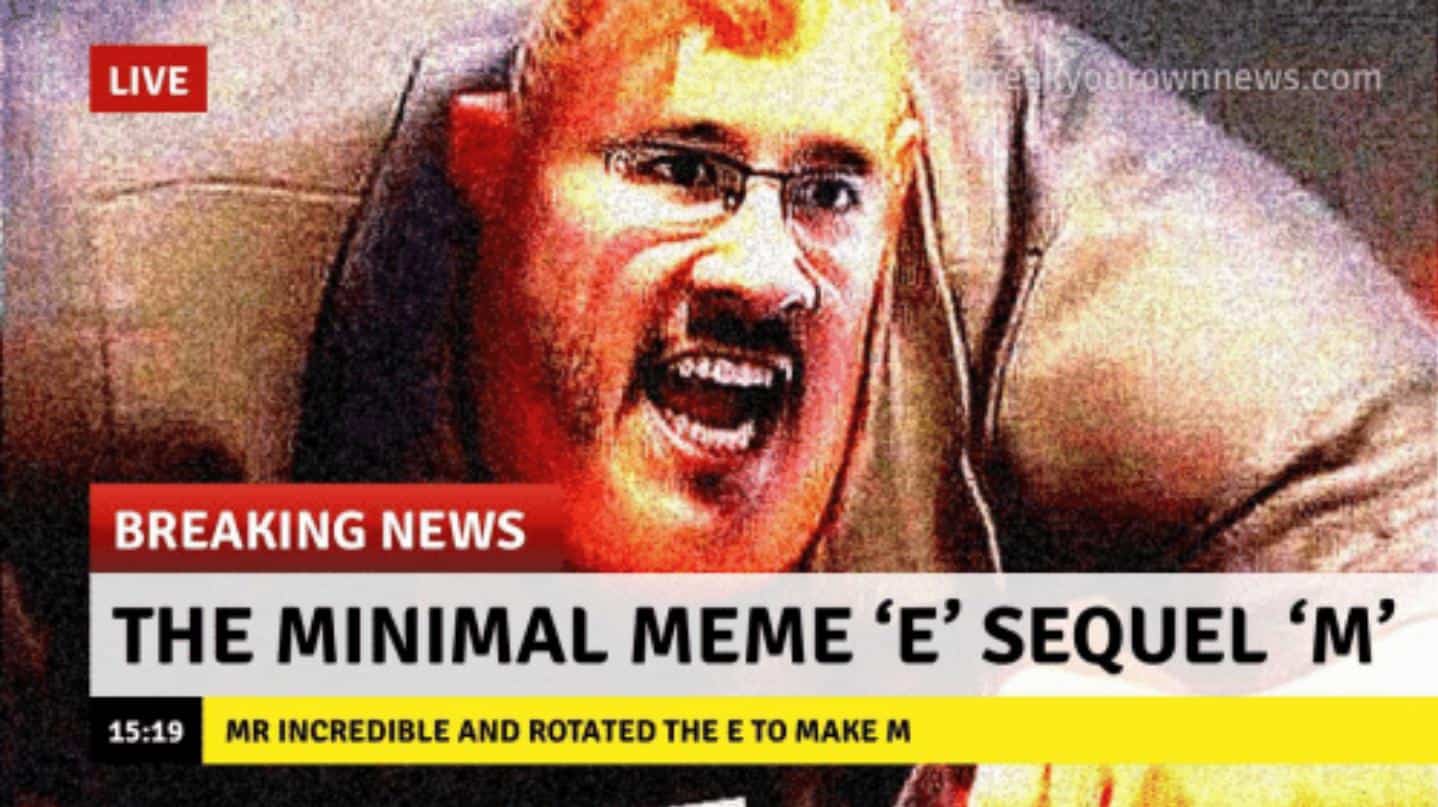 LIVE
breakyourownnews.com
BREAKING NEWS
THE MINIMAL MEME ‘E’ SEQUEL ‘M’
15:19 MR INCREDIBLE AND ROTATED THE E TO MAKE M